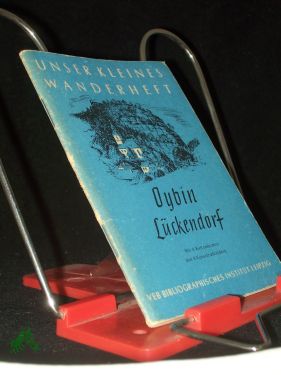 UNSER KLEINES
WANDERHEFT
Oybin
Lückendorf
VEB BIBLIOGRAPHISCHES INSTITUT LEIPZIG